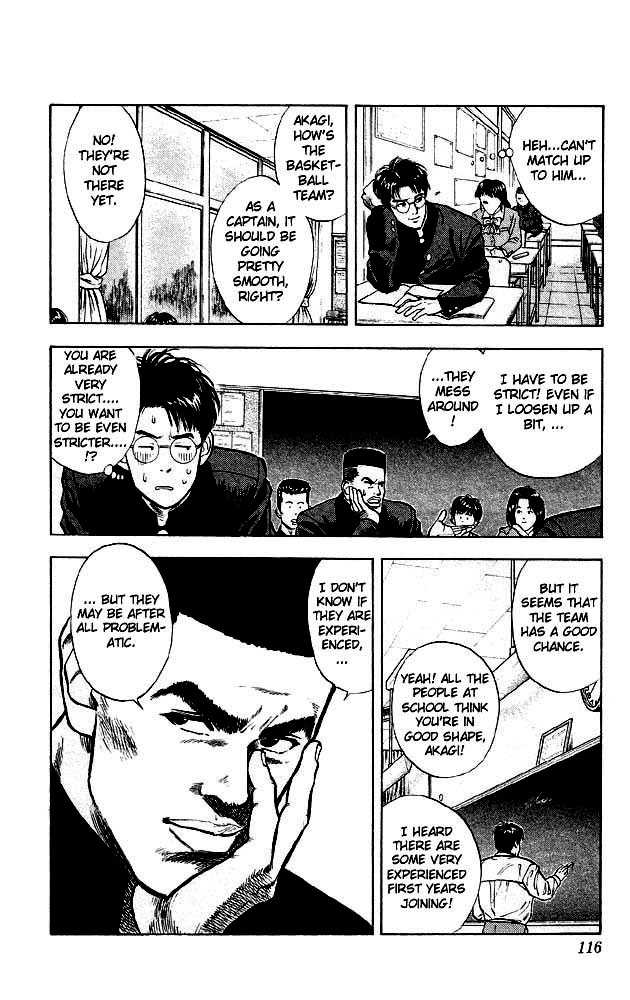 HEH...CAN'T
MATCH UP
TO HIM...
AKAGI,
HOW'S
THE
BASKET-
BALL
TEAM?
AS A
CAPTAIN, IT
SHOULD BE
GOING
PRETTY
SMOOTH,
RIGHT?
NO!
THEY'RE
NOT
THERE
YET.
I HAVE TO BE
STRICT! EVEN IF
I LOOSEN UP A
BIT, ...
...THEY
MESS
AROUND
!
YOU ARE
ALREADY
VERY
STRICT....
YOU WANT
TO BE EVEN
STRICTER....
!?
BUT IT
SEEMS THAT
THE TEAM
HAS A GOOD
CHANCE.
YEAH! ALL THE
PEOPLE AT
SCHOOL THINK
YOU'RE IN
GOOD SHAPE,
AKAGI!
I HEARD
THERE ARE
SOME VERY
EXPERIENCED
FIRST YEARS
JOINING!
I DON'T
KNOW IF
THEY ARE
EXPERI-
ENCED,
...
... BUT THEY
MAY BE AFTER
ALL PROBLEM-
ATIC.
116